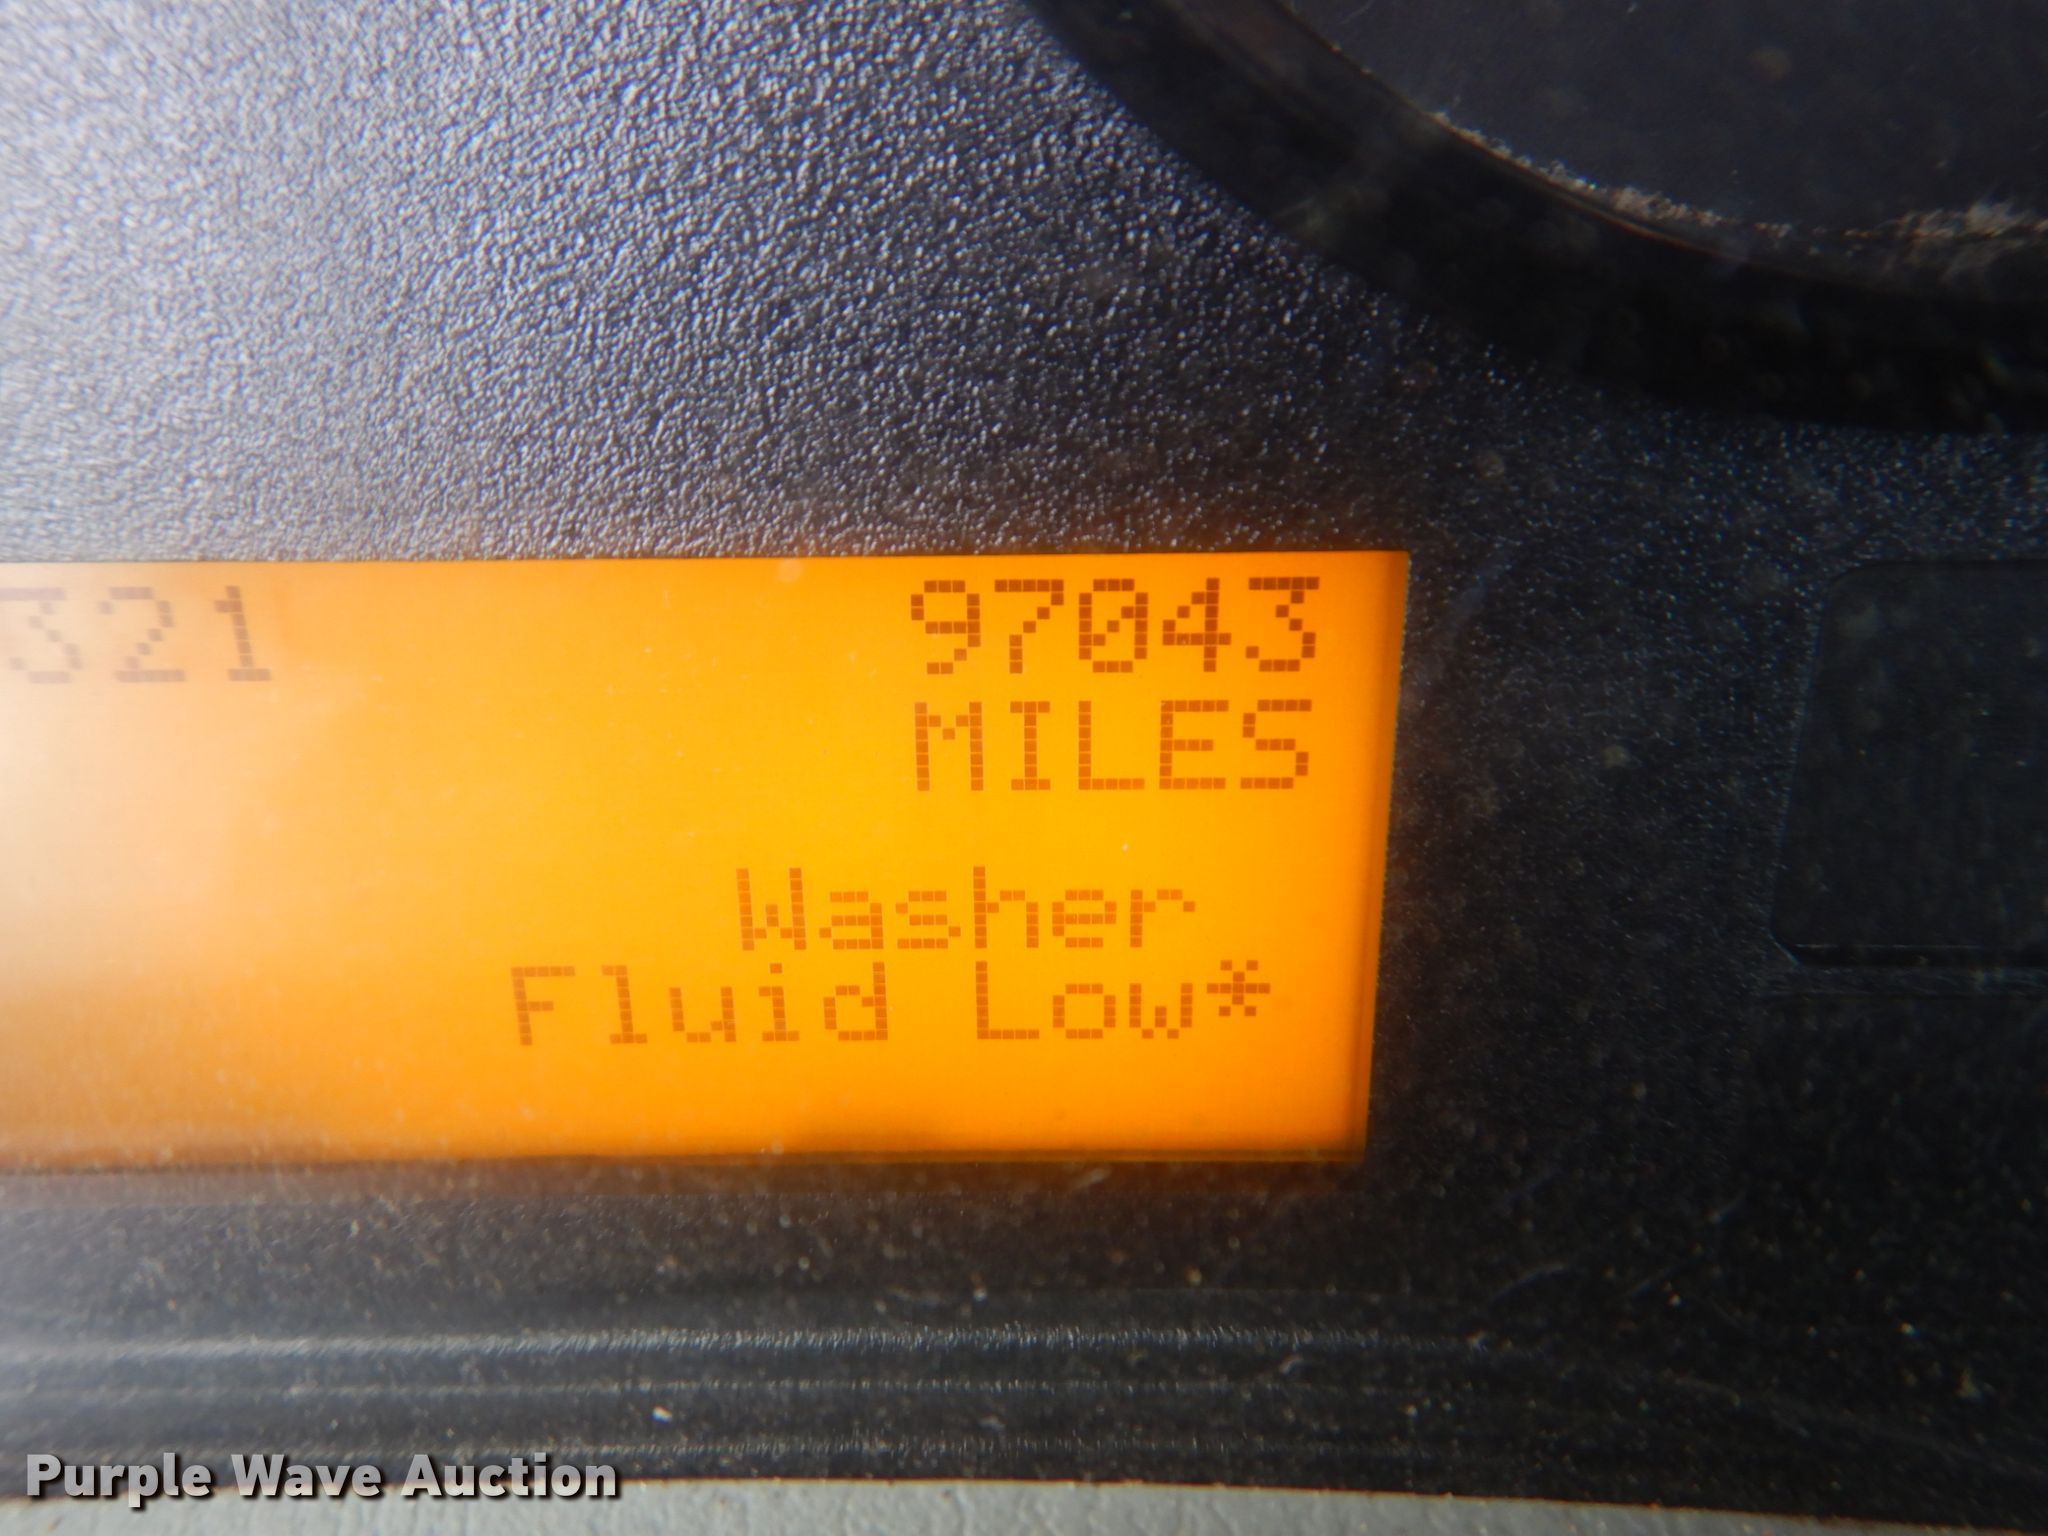 321 97043
MILES
Washer
Fluid Low*
Purple Wave Auction